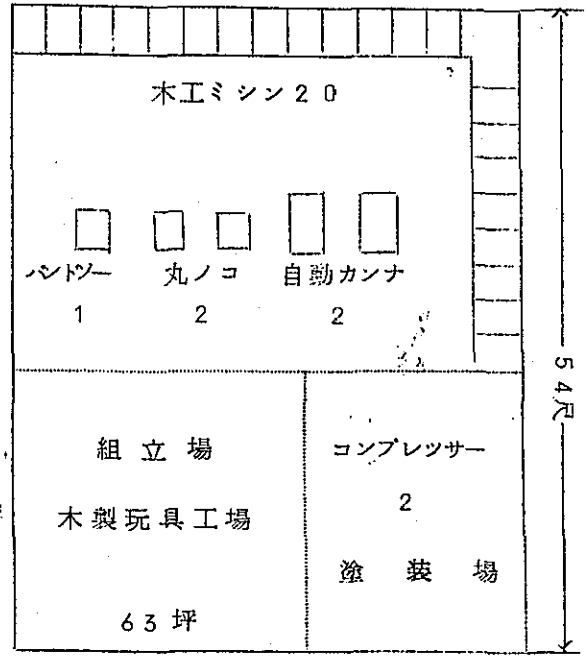 木工ミシン20
バンドソー 丸ノコ 自動カンナ
1 2 2
54尺
組立場 コンプレッサー
木製玩具工場 2
塗装場
63坪